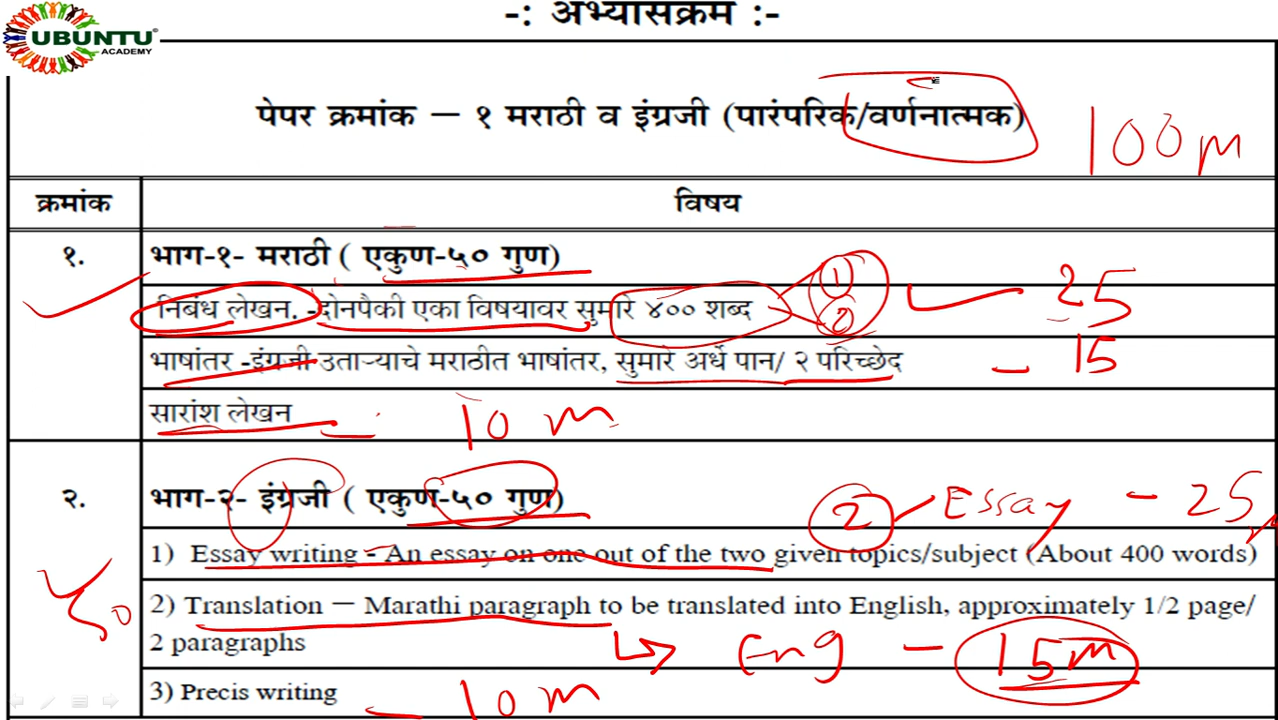 -: अभ्यासक्रम :-
UBUNTU
ACADEMY
पेपर क्रमांक – १ मराठी व इंग्रजी (पारंपरिक/वर्णनात्मक)
100 m
क्रमांक विषय
१. भाग-१- मराठी ( एकुण-५० गुण)
निबंध लेखन. -दोनपैकी एका विषयावर सुमारे ४०० शब्द ① ② 25
भाषांतर -इंग्रजी उताऱ्याचे मराठीत भाषांतर, सुमारे अर्धे पान/ २ परिच्छेद - 15
सारांश लेखन = 10 m
२. भाग-२- इंग्रजी ( एकुण-५० गुण) 2 Essay - 25 m
1) Essay writing - An essay on one out of the two given topics/subject (About 400 words)
५०
2) Translation – Marathi paragraph to be translated into English, approximately 1/2 page/
2 paragraphs Eng - 15 m
3) Precis writing - 10 m